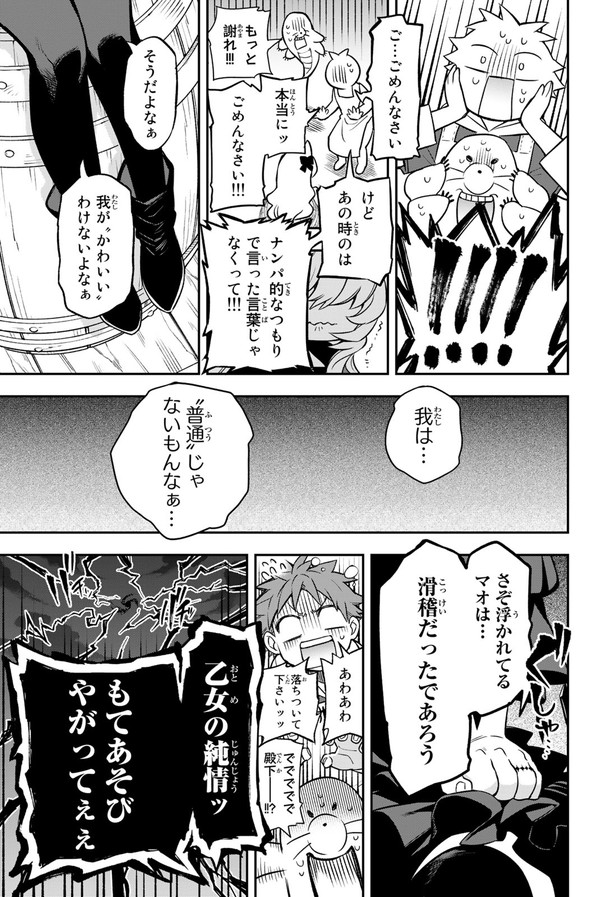 ご…ごめんなさい
もっと
謝れ!!!
本当にッ
ごめんなさい!!!
!!!!
けど
あの時のは
ナンパ的なつもり
で言った言葉じゃ
なくって!!!
そうだよなぁ
我が〝かわいい〟
わけないよなぁ
我は…
〝普通〟じゃ
ないもんなぁ…
さぞ浮かれてる
マオは…
滑稽だったであろう
あわあわ
落ちついて
下さいッッ
でででででで
殿下――!?
乙女の純情ッ
もてあそび
やがってぇぇ